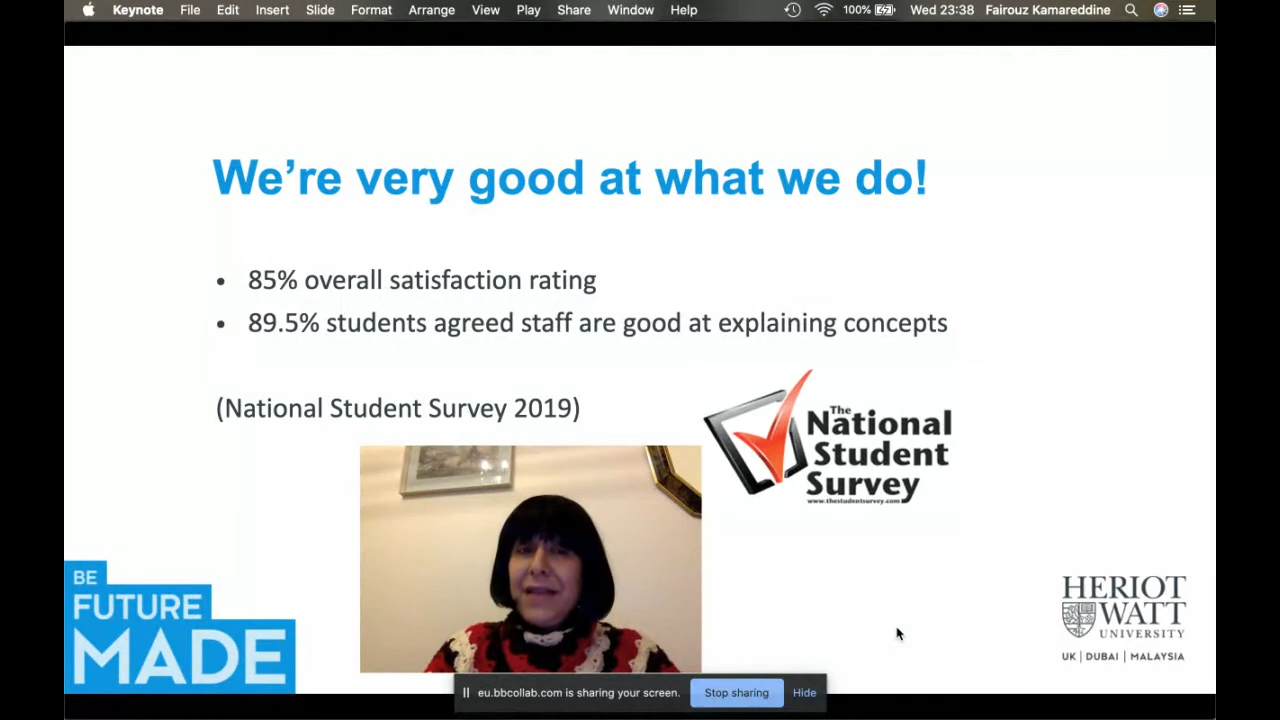 Keynote File Edit Insert Slide Format Arrange View Play Share Window Help 100% Wed 23:38 Fairouz Kamareddine
We're very good at what we do!
• 85% overall satisfaction rating
• 89.5% students agreed staff are good at explaining concepts
(National Student Survey 2019)
The
National
Student
Survey
www.thestudentsurvey.com
BE
FUTURE
MADE
HERIOT
WATT
UNIVERSITY
UK | DUBAI | MALAYSIA
eu.bbcollab.com is sharing your screen. Stop sharing Hide